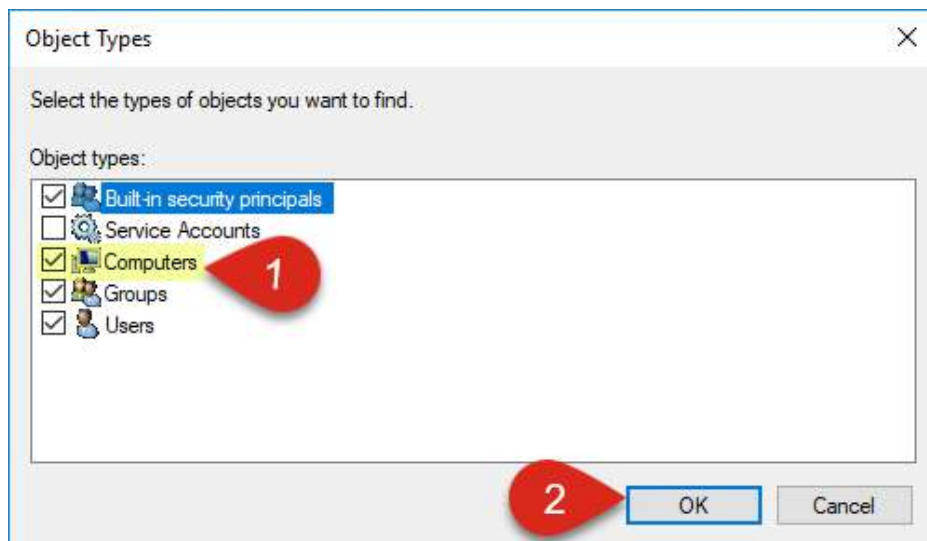 Object Types
Select the types of objects you want to find.
Object types:
Built-in security principals
Service Accounts
Computers
1
Groups
Users
2
OK
Cancel